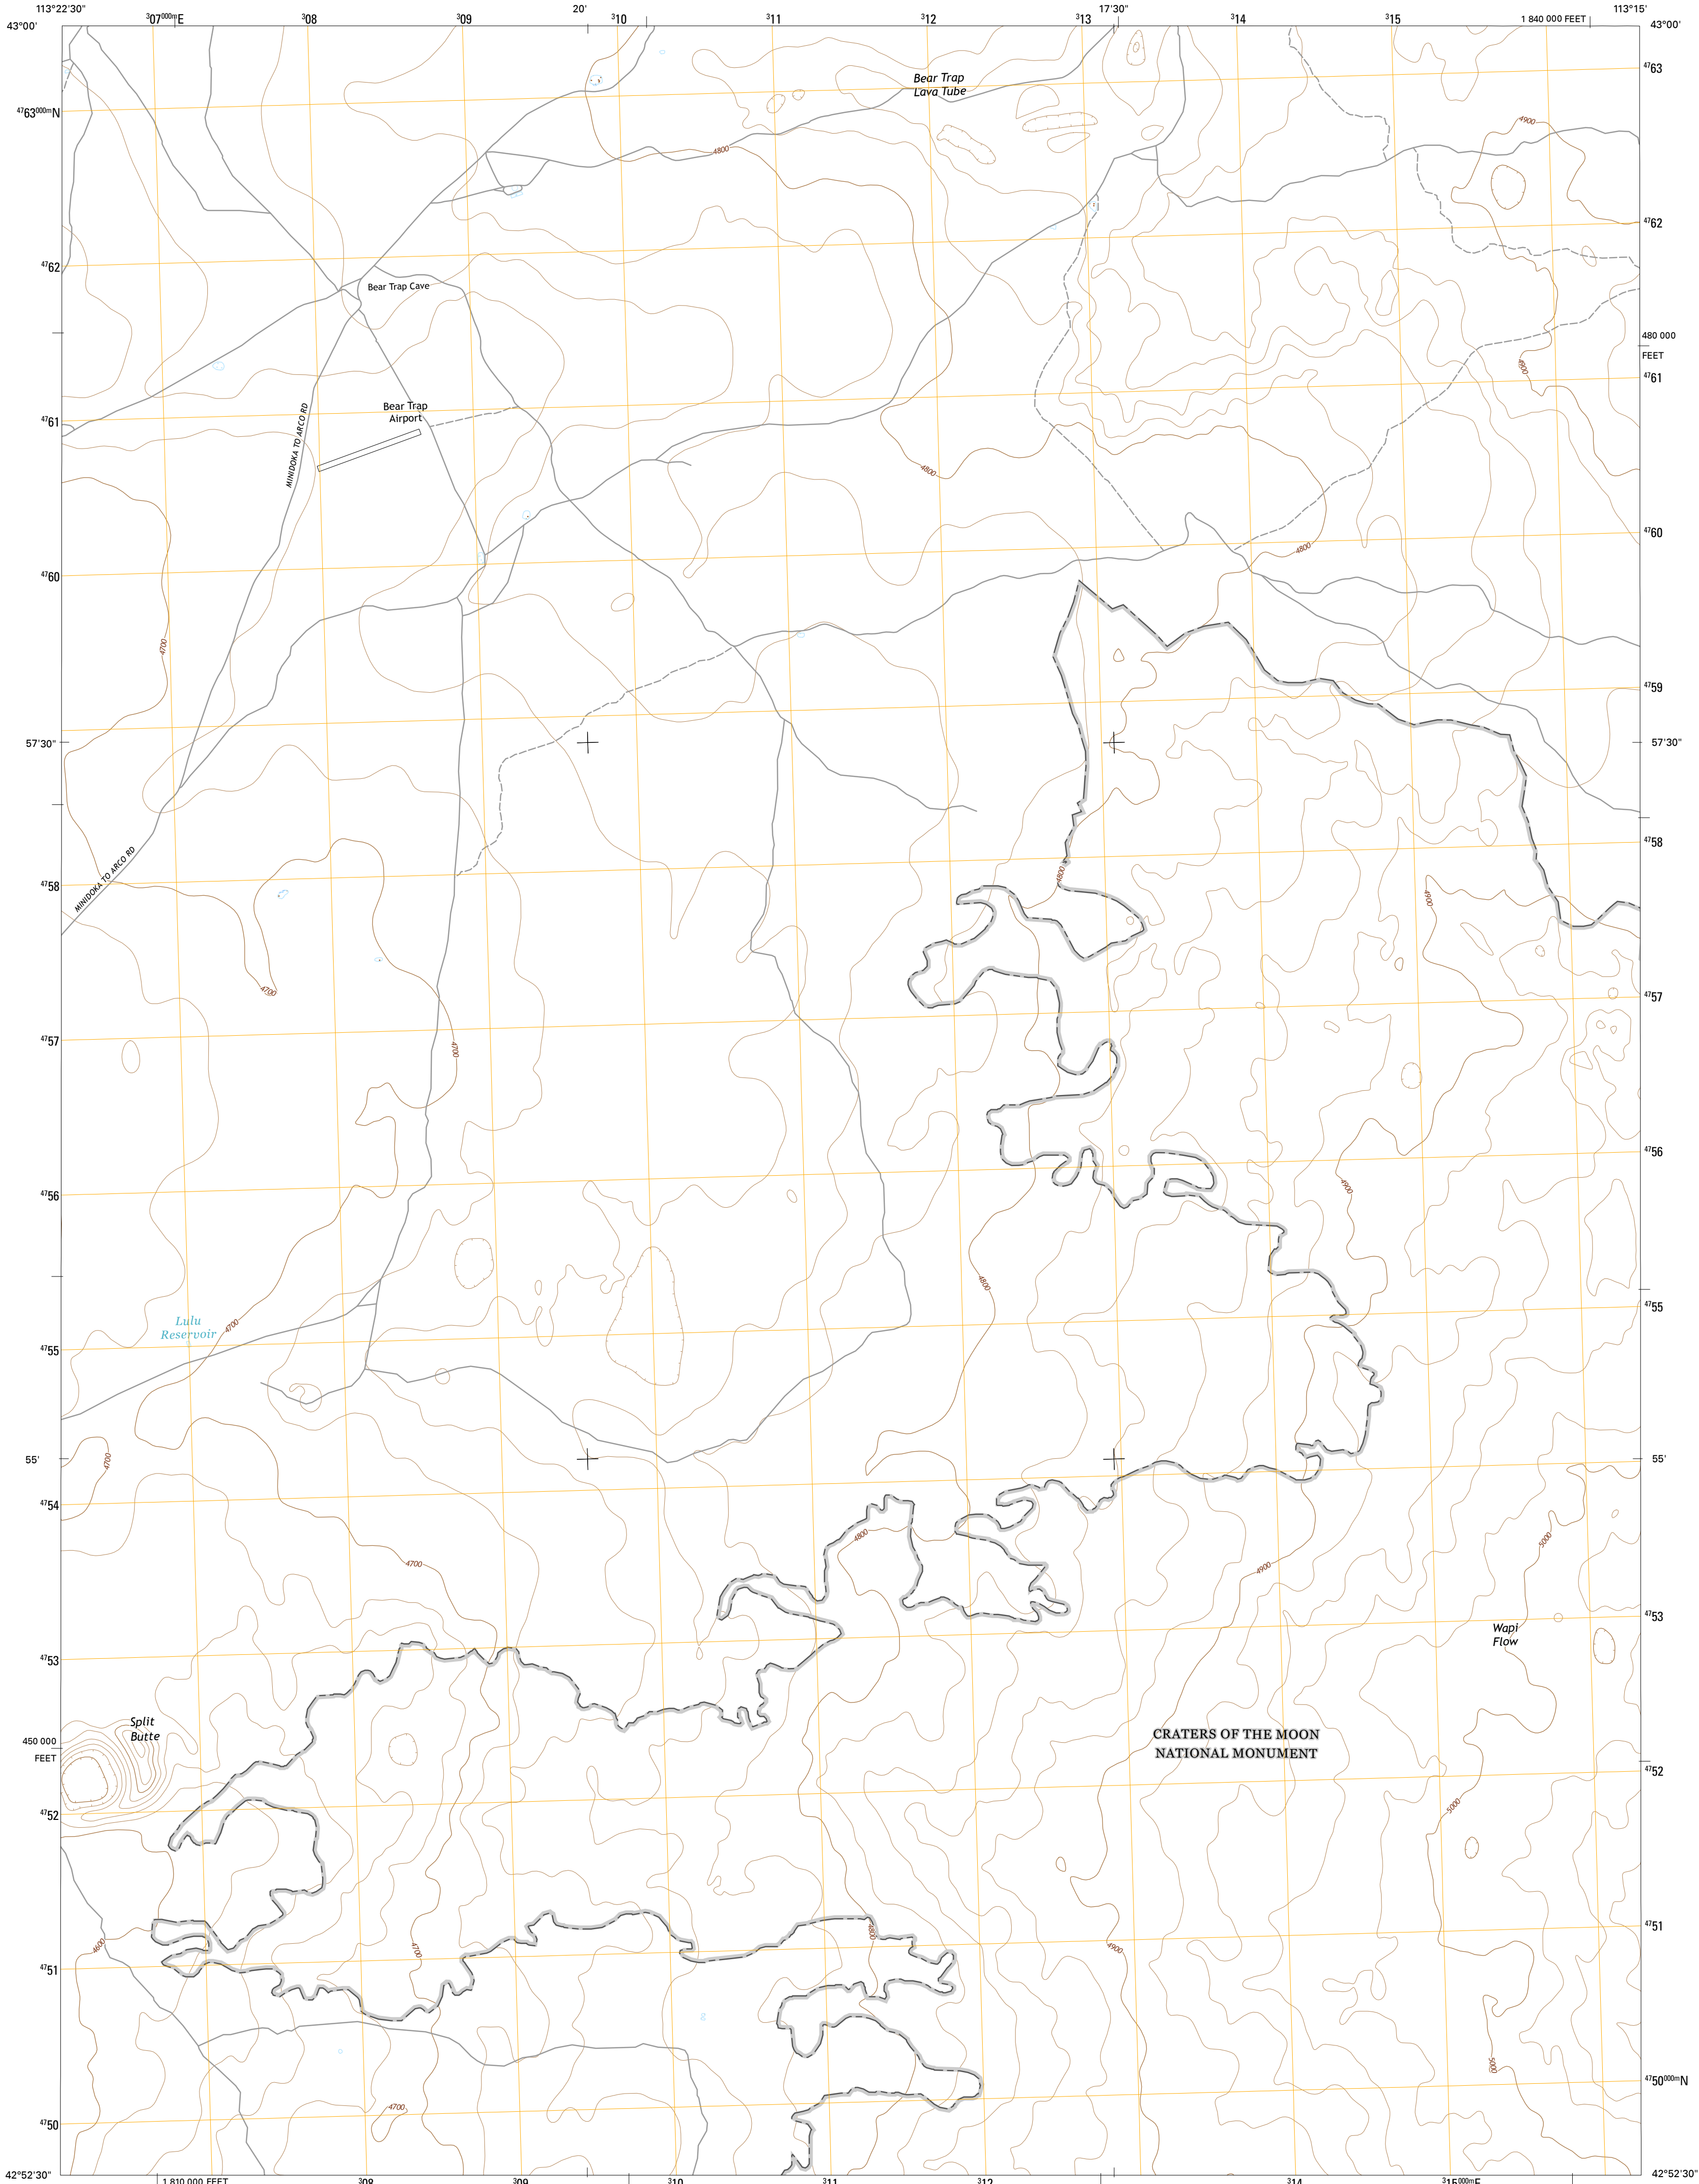 113°22'30" ³07⁰⁰⁰ᵐE ³08 ³09 20' ³10 ³11 ³12 ³13 17'30" ³14 ³15 1 840 000 FEET 113°15'
43°00' 43°00'
⁴⁷63
Bear Trap
Lava Tube
⁴⁷63⁰⁰⁰ᵐN
4900
4800
⁴⁷62
⁴⁷62
Bear Trap Cave
480 000
FEET
4900
⁴⁷61
Bear Trap
Airport
⁴⁷61
MINIDOKA TO ARCO RD
4800
⁴⁷60
4800
⁴⁷60
4700
⁴⁷59
57'30" 57'30"
⁴⁷58
MINIDOKA TO ARCO RD
4800
⁴⁷58
4900
4700
⁴⁷57
⁴⁷57
4700
⁴⁷56
4900
⁴⁷56
4800
⁴⁷55
Lulu
Reservoir
4700
⁴⁷55
4700
55' 55'
⁴⁷54
4800
5000
4700
4900
⁴⁷53
Wapi
Flow
⁴⁷53
Split
Butte
CRATERS OF THE MOON
NATIONAL MONUMENT
450 000
FEET
⁴⁷52
5000
⁴⁷52
⁴⁷51
4800
4600
4700
4900
⁴⁷51
5000
⁴⁷50⁰⁰⁰ᵐN
4700
⁴⁷50
42°52'30" 42°52'30"
1 810 000 FEET ³08 ³09 ³10 ³11 ³12 ³14 ³15⁰⁰⁰ᵐE